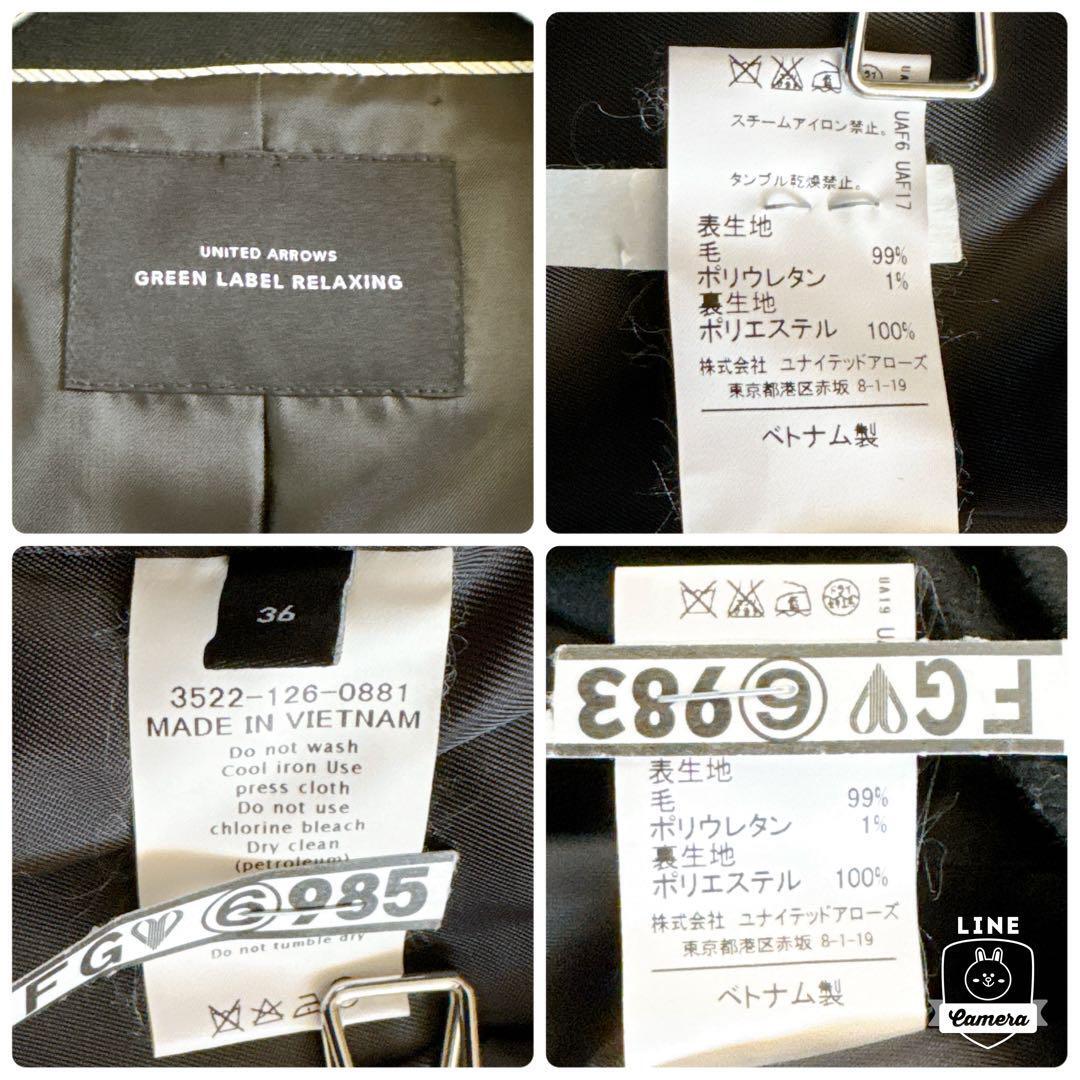 UNITED ARROWS
GREEN LABEL RELAXING
UA
スチームアイロン禁止。
UAF6 UAF17
タンブル乾燥禁止。
表生地
毛 99%
ポリウレタン 1%
裏生地
ポリエステル 100%
株式会社 ユナイテッドアローズ
東京都港区赤坂 8-1-19
ベトナム製
36
3522-126-0881
MADE IN VIETNAM
Do not wash
Cool iron Use
press cloth
Do not use
chlorine bleach
Dry clean
(petroleum)
FG 6 985
Do not tumble dry
ドライ
UA19 U
FG 6 983
表生地
毛 99%
ポリウレタン 1%
裏生地
ポリエステル 100%
株式会社 ユナイテッドアローズ
東京都港区赤坂 8-1-19
ベトナム製
LINE
Camera